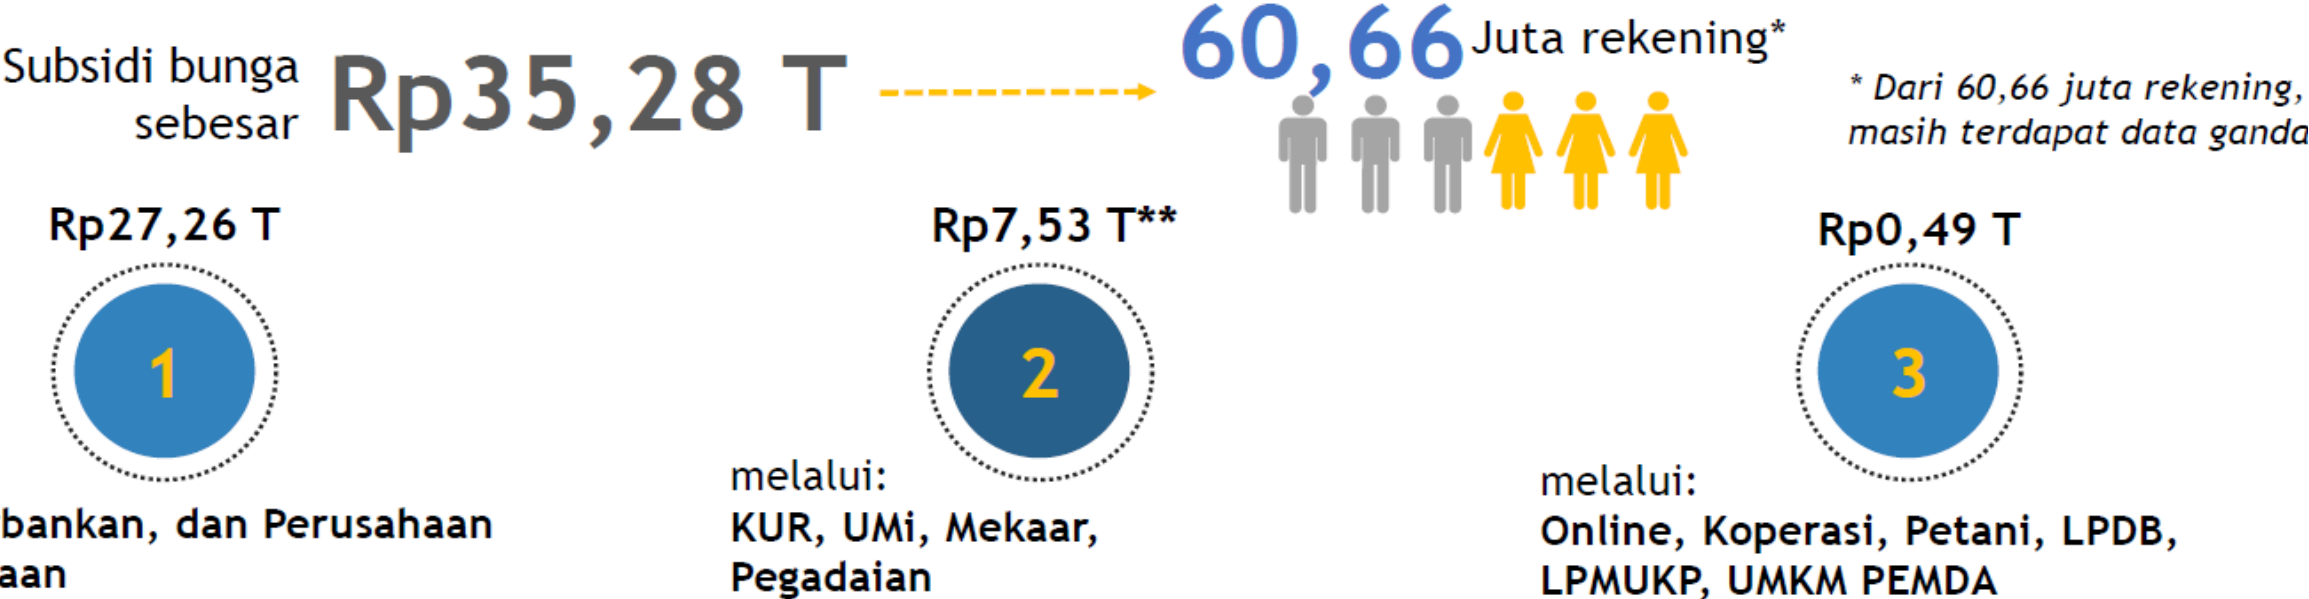 Subsidi bunga
sebesar
Rp35,28 T
60,66 Juta rekening*
* Dari 60,66 juta rekening,
masih terdapat data ganda
Rp27,26 T
1
bankan, dan Perusahaan
aan
Rp7,53 T**
2
melalui:
KUR, UMi, Mekaar,
Pegadaian
Rp0,49 T
3
melalui:
Online, Koperasi, Petani, LPDB,
LPMUKP, UMKM PEMDA